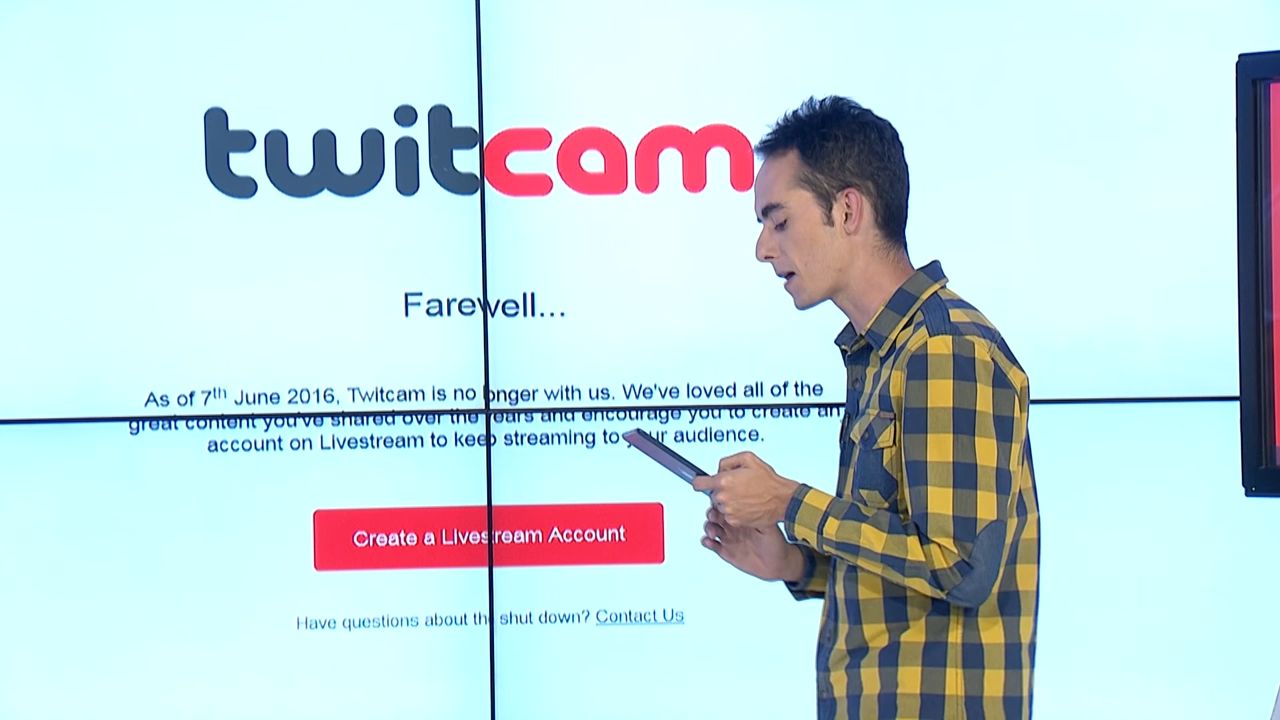 twitcam
Farewell...
As of 7th June 2016, Twitcam is no longer with us. We've loved all of the
great content you've shared over the years and encourage you to create an
account on Livestream to keep streaming to your audience.
Create a Livestream Account
Have questions about the shut down? Contact Us